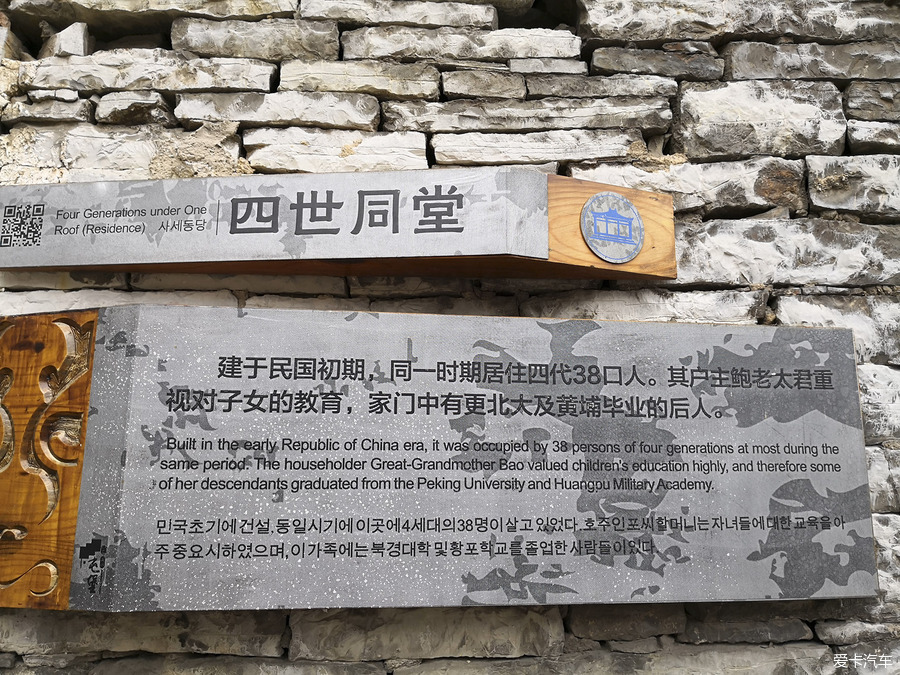 Four Generations under One
Roof (Residence) 사세동당
四世同堂
建于民国初期，同一时期居住四代38口人。其户主鲍老太君重
视对子女的教育，家门中有更北大及黄埔毕业的后人。
Built in the early Republic of China era, it was occupied by 38 persons of four generations at most during the
same period. The householder Great-Grandmother Bao valued children's education highly, and therefore some
of her descendants graduated from the Peking University and Huangpu Military Academy.
민국초기에 건설, 동일시기에 이곳에 4세대의 38명이 살고 있었다. 호주인 포씨 할머니는 자녀들에 대한 교육을 아
주 중요시하였으며, 이 가족에는 북경대학 및 황포학교를 졸업한 사람들이 있다.
爱卡汽车